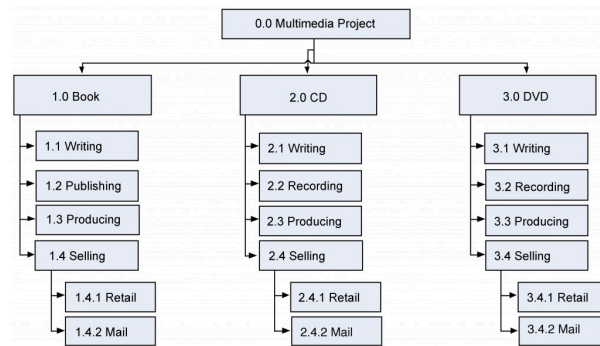 0.0 Multimedia Project
1.0 Book
2.0 CD
3.0 DVD
1.1 Writing
2.1 Writing
3.1 Writing
1.2 Publishing
2.2 Recording
3.2 Recording
1.3 Producing
2.3 Producing
3.3 Producing
1.4 Selling
2.4 Selling
3.4 Selling
1.4.1 Retail
2.4.1 Retail
3.4.1 Retail
1.4.2 Mail
2.4.2 Mail
3.4.2 Mail